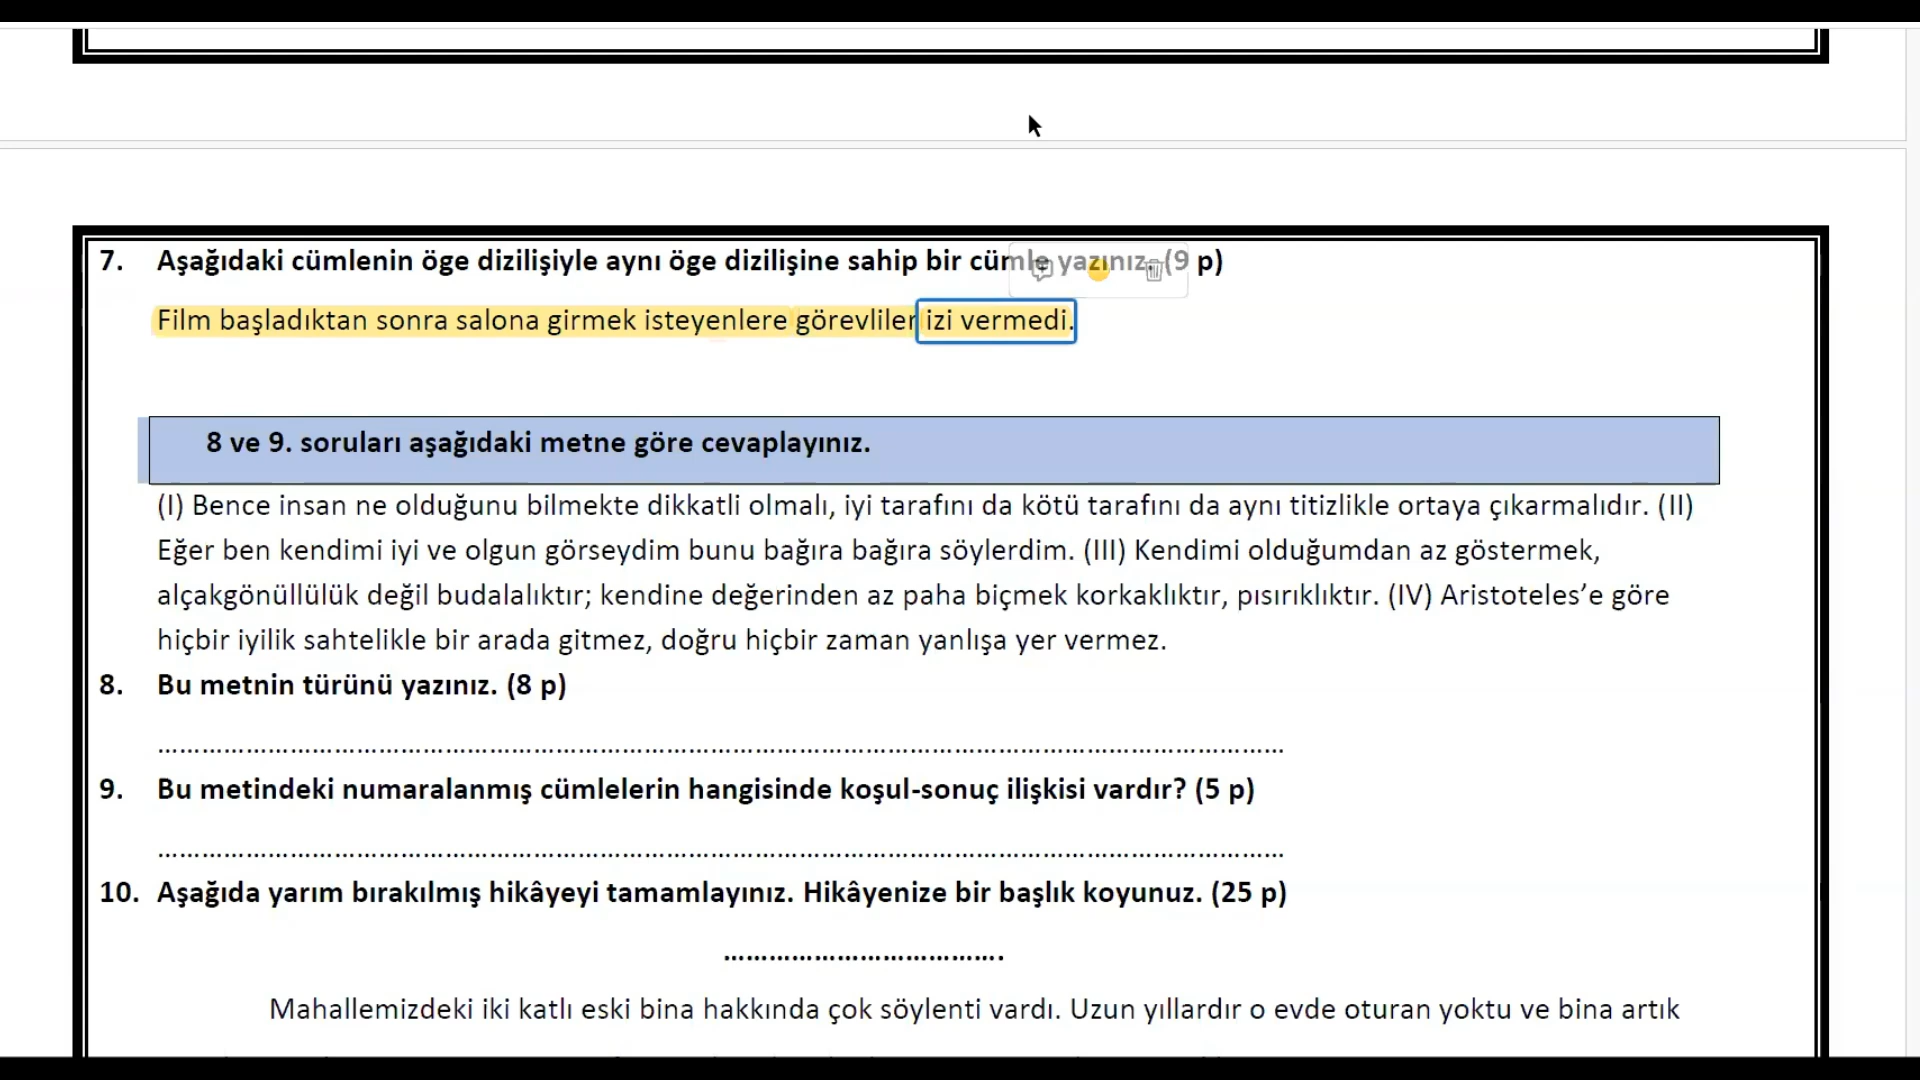 7. Aşağıdaki cümlenin öge dizilişiyle aynı öge dizilişine sahip bir cümle yazınız. (9 p)
Film başladıktan sonra salona girmek isteyenlere görevliler izi vermedi.
8 ve 9. soruları aşağıdaki metne göre cevaplayınız.
(I) Bence insan ne olduğunu bilmekte dikkatli olmalı, iyi tarafını da kötü tarafını da aynı titizlikle ortaya çıkarmalıdır. (II)
Eğer ben kendimi iyi ve olgun görseydim bunu bağıra bağıra söylerdim. (III) Kendimi olduğumdan az göstermek,
alçakgönüllülük değil budalalıktır; kendine değerinden az paha biçmek korkaklıktır, pısırıklıktır. (IV) Aristoteles’e göre
hiçbir iyilik sahtelikle bir arada gitmez, doğru hiçbir zaman yanlışa yer vermez.
8. Bu metnin türünü yazınız. (8 p)
9. Bu metindeki numaralanmış cümlelerin hangisinde koşul-sonuç ilişkisi vardır? (5 p)
10. Aşağıda yarım bırakılmış hikâyeyi tamamlayınız. Hikâyenize bir başlık koyunuz. (25 p)
Mahallemizdeki iki katlı eski bina hakkında çok söylenti vardı. Uzun yıllardır o evde oturan yoktu ve bina artık